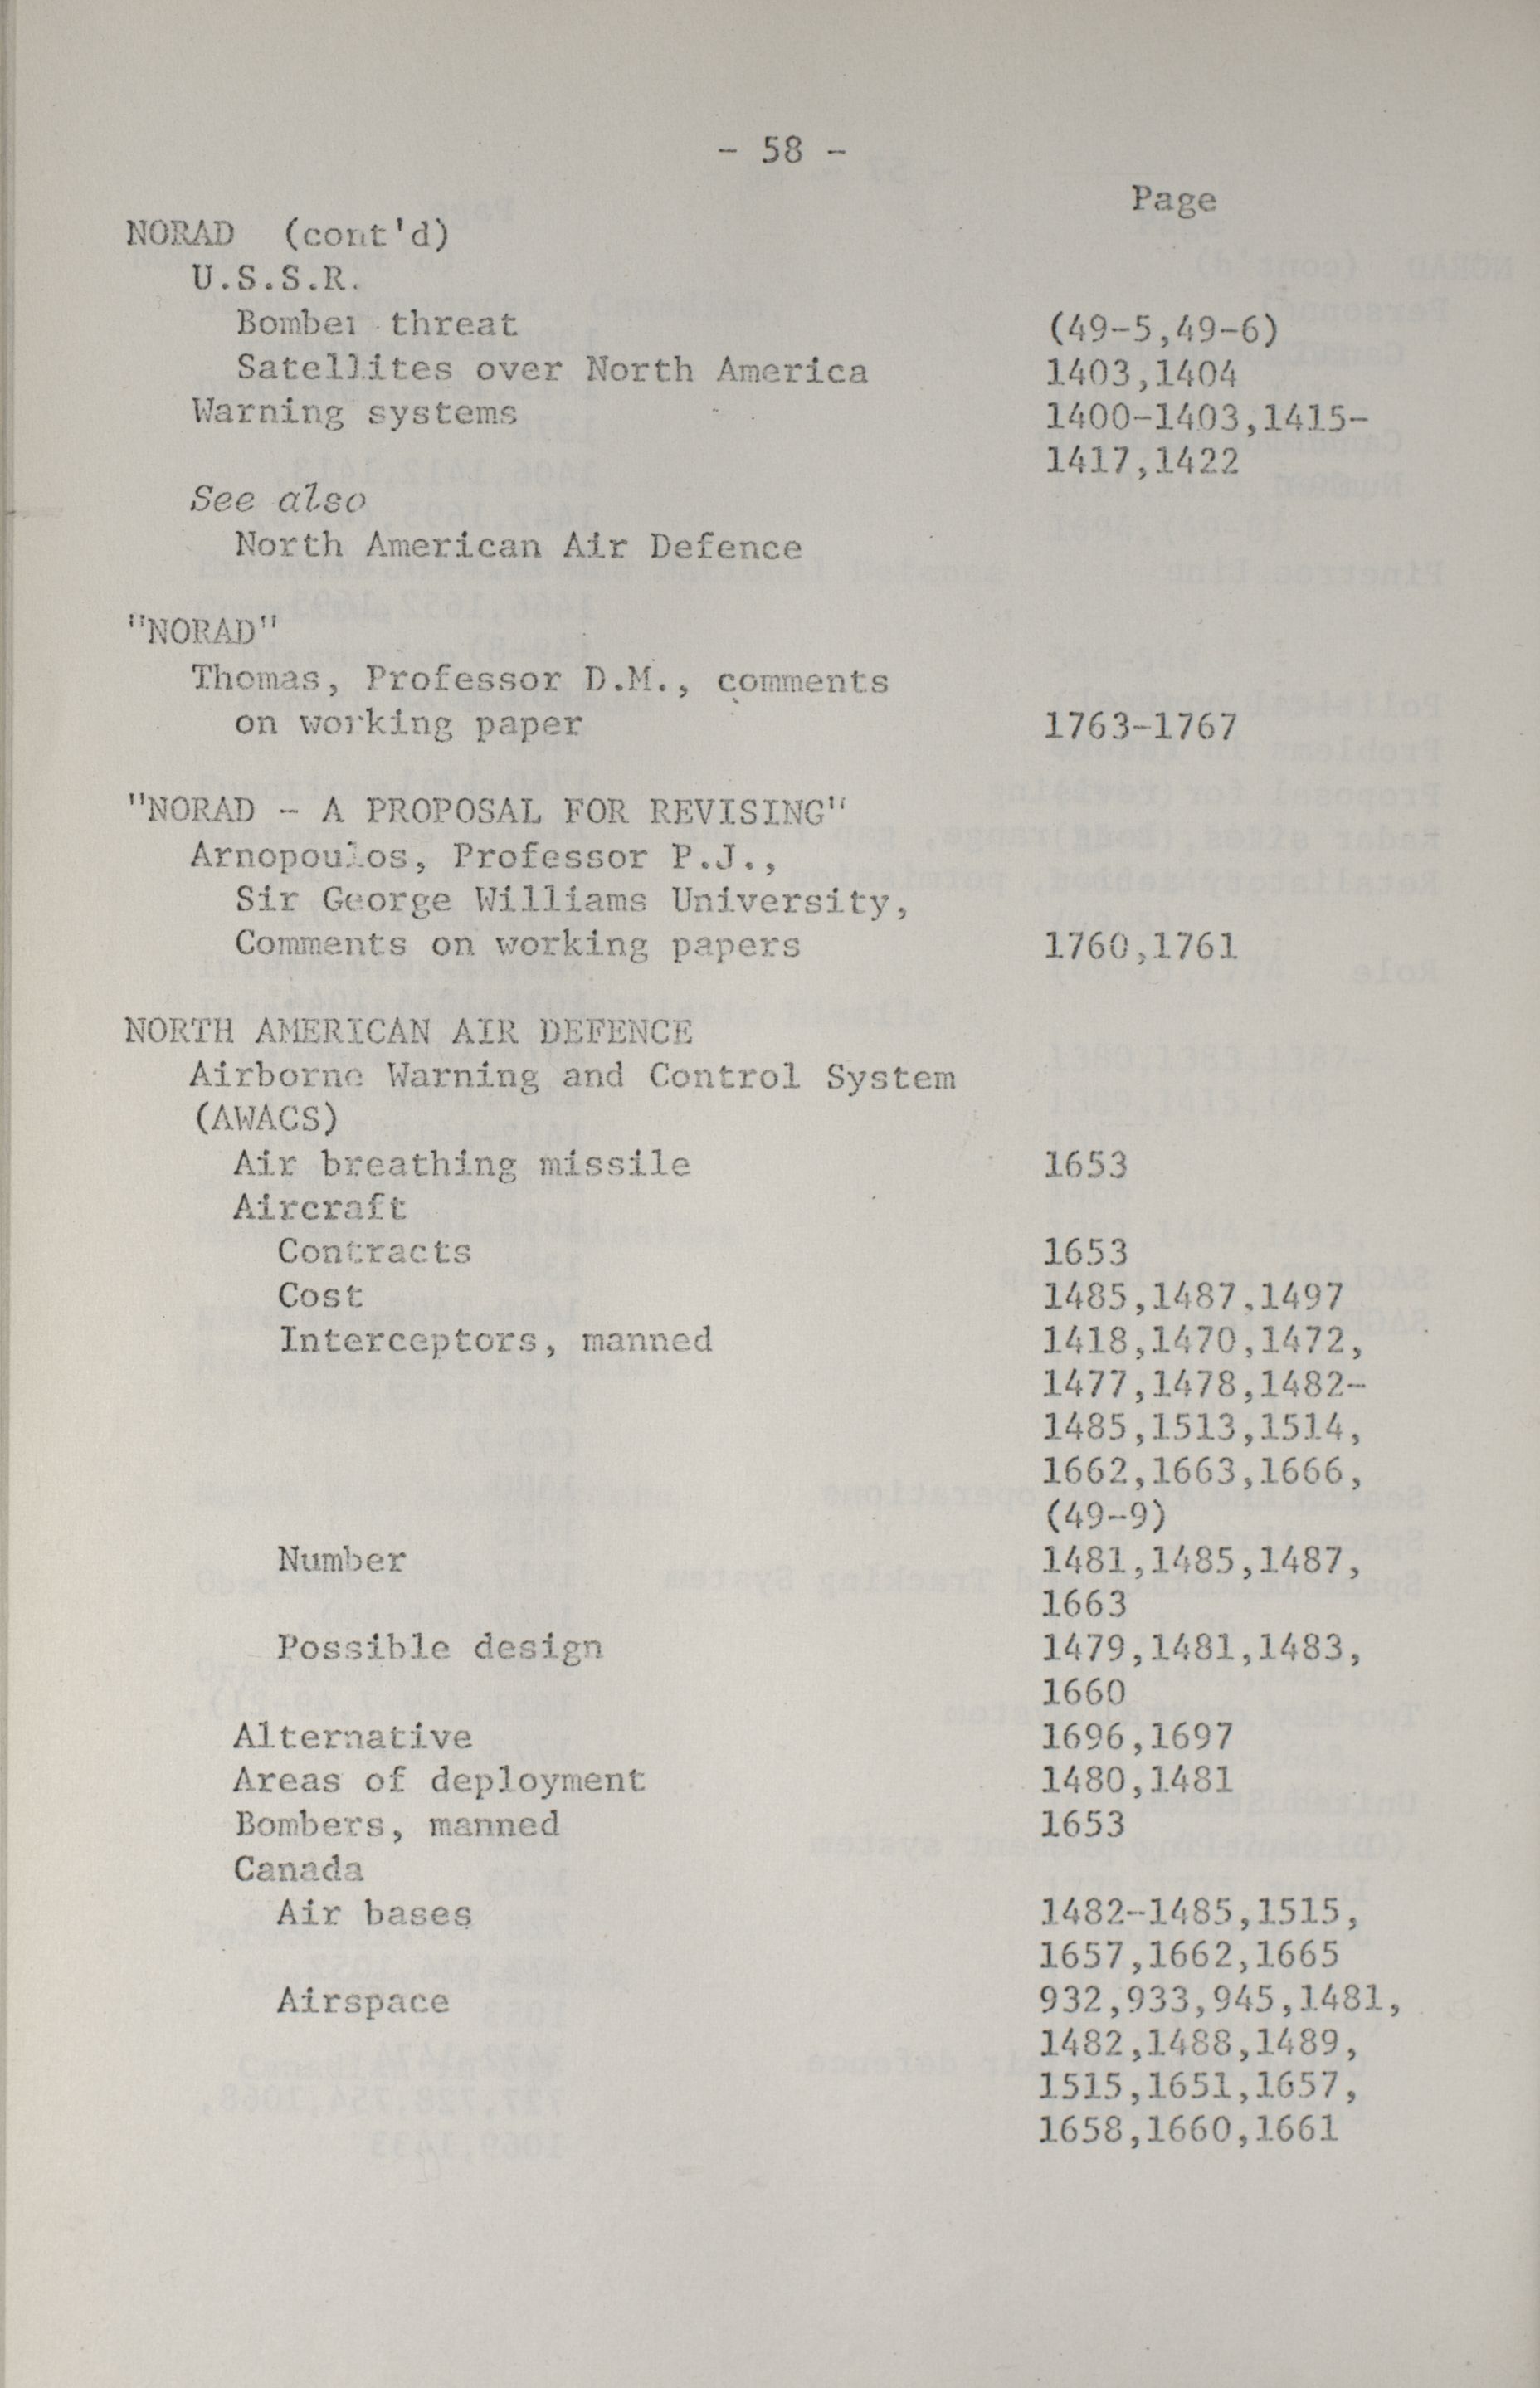 - 58 -
Page
NORAD (cont'd)
U.S.S.R.
Bomber threat (49-5,49-6)
Satellites over North America 1403,1404
Warning systems 1400-1403,1415-
1417,1422
See also
North American Air Defence
"NORAD"
Thomas, Professor D.M., comments
on working paper 1763-1767
"NORAD - A PROPOSAL FOR REVISING"
Arnopoulos, Professor P.J.,
Sir George Williams University,
Comments on working papers 1760,1761
NORTH AMERICAN AIR DEFENCE
Airborne Warning and Control System
(AWACS)
Air breathing missile 1653
Aircraft
Contracts 1653
Cost 1485,1487,1497
Interceptors, manned 1418,1470,1472,
1477,1478,1482-
1485,1513,1514,
1662,1663,1666,
(49-9)
Number 1481,1485,1487,
1663
Possible design 1479,1481,1483,
1660
Alternative 1696,1697
Areas of deployment 1480,1481
Bombers, manned 1653
Canada
Air bases 1482-1485,1515,
1657,1662,1665
Airspace 932,933,945,1481,
1482,1488,1489,
1515,1651,1657,
1658,1660,1661